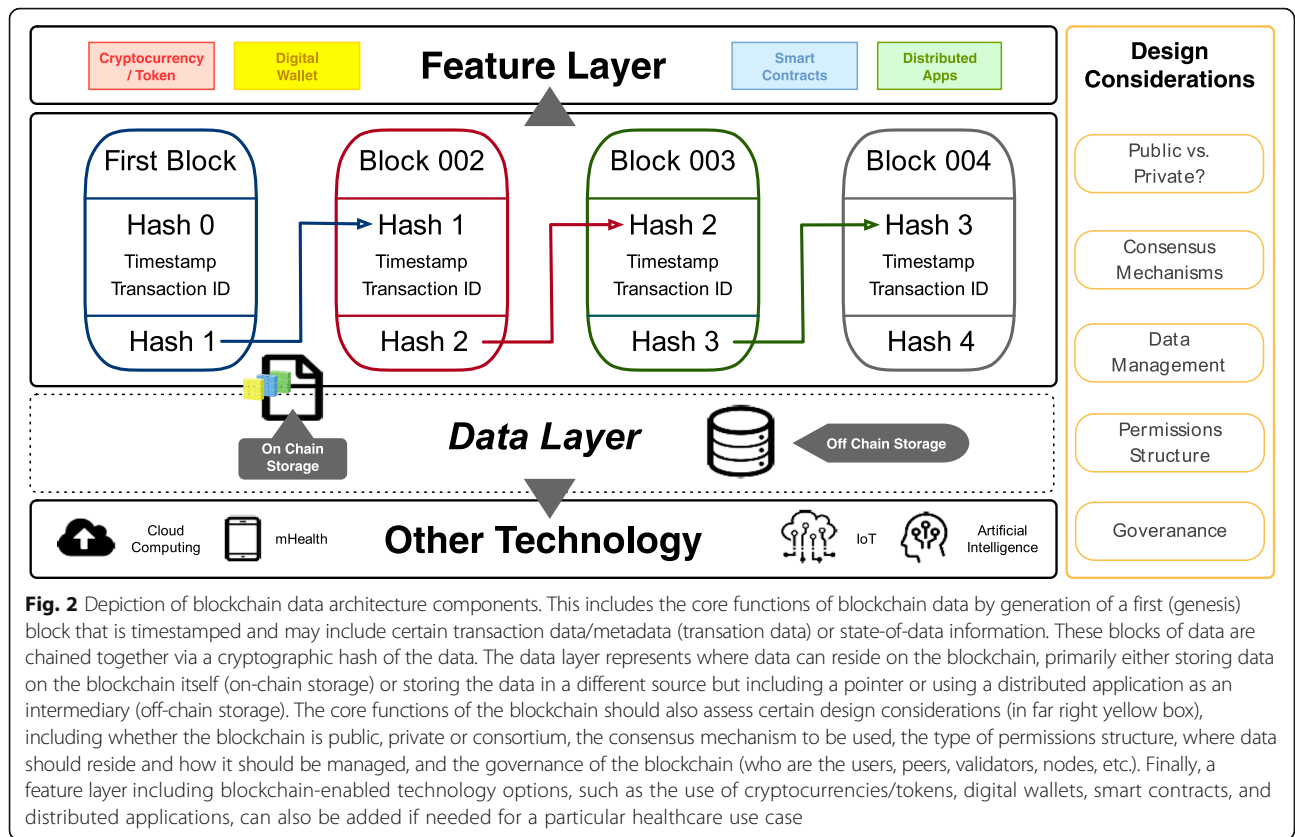 Cryptocurrency
/ Token
Digital
Wallet
Feature Layer
Smart
Contracts
Distributed
Apps
First Block
Hash 0
Timestamp
Transaction ID
Hash 1
Block 002
Hash 1
Timestamp
Transaction ID
Hash 2
Block 003
Hash 2
Timestamp
Transaction ID
Hash 3
Block 004
Hash 3
Timestamp
Transaction ID
Hash 4
On Chain
Storage
Data Layer
Off Chain Storage
Cloud
Computing
mHealth
Other Technology
IoT
Artificial
Intelligence
Design
Considerations
Public vs.
Private?
Consensus
Mechanisms
Data
Management
Permissions
Structure
Goveranance
Fig. 2 Depiction of blockchain data architecture components. This includes the core functions of blockchain data by generation of a first (genesis)
block that is timestamped and may include certain transaction data/metadata (transation data) or state-of-data information. These blocks of data are
chained together via a cryptographic hash of the data. The data layer represents where data can reside on the blockchain, primarily either storing data
on the blockchain itself (on-chain storage) or storing the data in a different source but including a pointer or using a distributed application as an
intermediary (off-chain storage). The core functions of the blockchain should also assess certain design considerations (in far right yellow box),
including whether the blockchain is public, private or consortium, the consensus mechanism to be used, the type of permissions structure, where data
should reside and how it should be managed, and the governance of the blockchain (who are the users, peers, validators, nodes, etc.). Finally, a
feature layer including blockchain-enabled technology options, such as the use of cryptocurrencies/tokens, digital wallets, smart contracts, and
distributed applications, can also be added if needed for a particular healthcare use case